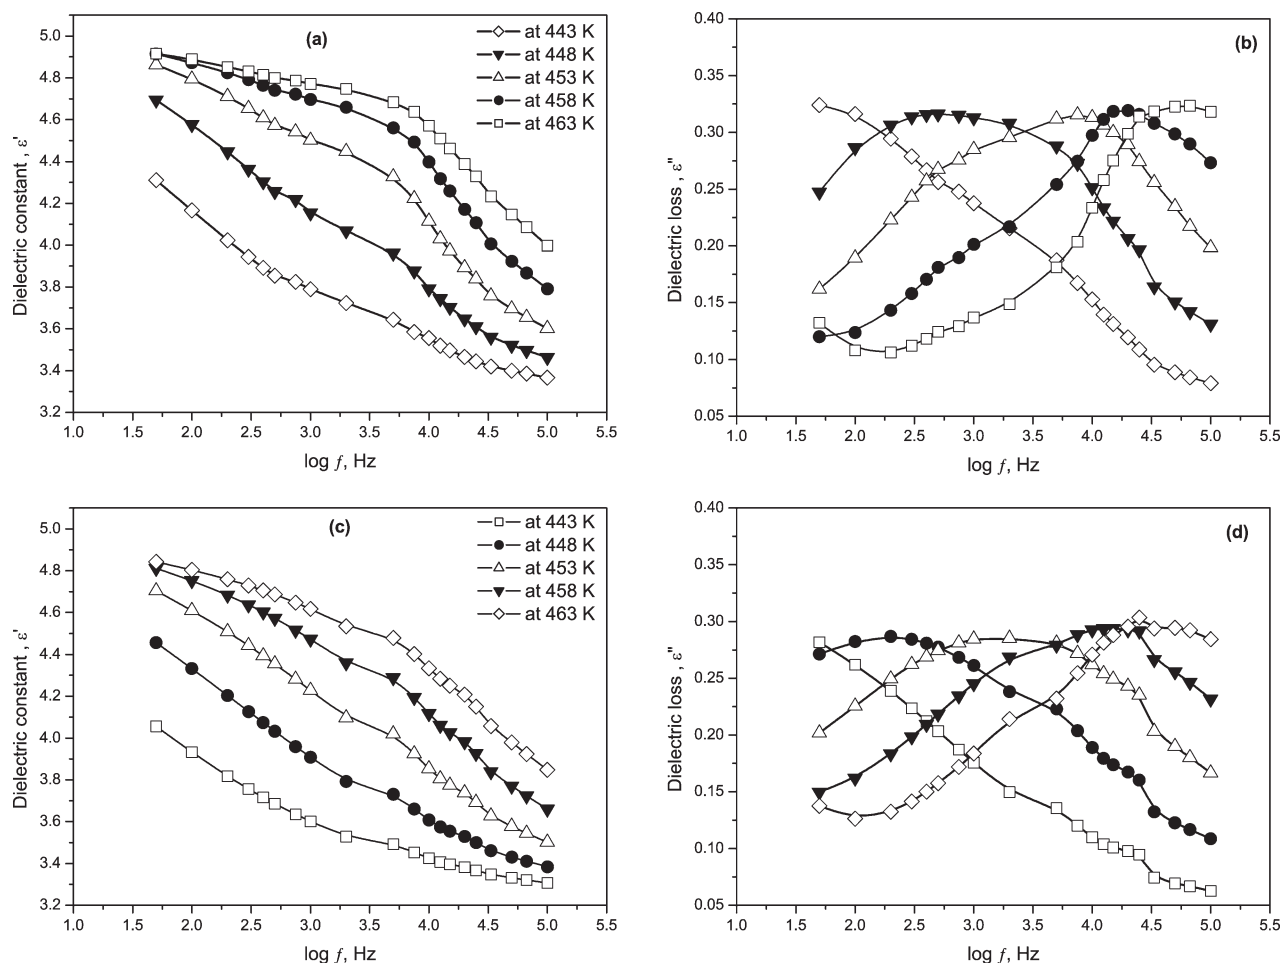 (a)
at 443 K
at 448 K
at 453 K
at 458 K
at 463 K
5.0
4.8
4.6
4.4
4.2
4.0
3.8
3.6
3.4
3.2
Dielectric constant , ε'
1.0 1.5 2.0 2.5 3.0 3.5 4.0 4.5 5.0 5.5
log f, Hz
(b)
0.40
0.35
0.30
0.25
0.20
0.15
0.10
0.05
Dielectric loss , ε"
1.0 1.5 2.0 2.5 3.0 3.5 4.0 4.5 5.0 5.5
log f, Hz
(c)
at 443 K
at 448 K
at 453 K
at 458 K
at 463 K
5.0
4.8
4.6
4.4
4.2
4.0
3.8
3.6
3.4
3.2
Dielectric constant , ε'
1.0 1.5 2.0 2.5 3.0 3.5 4.0 4.5 5.0 5.5
log f, Hz
(d)
0.40
0.35
0.30
0.25
0.20
0.15
0.10
0.05
Dielectric loss , ε"
1.0 1.5 2.0 2.5 3.0 3.5 4.0 4.5 5.0 5.5
log f, Hz